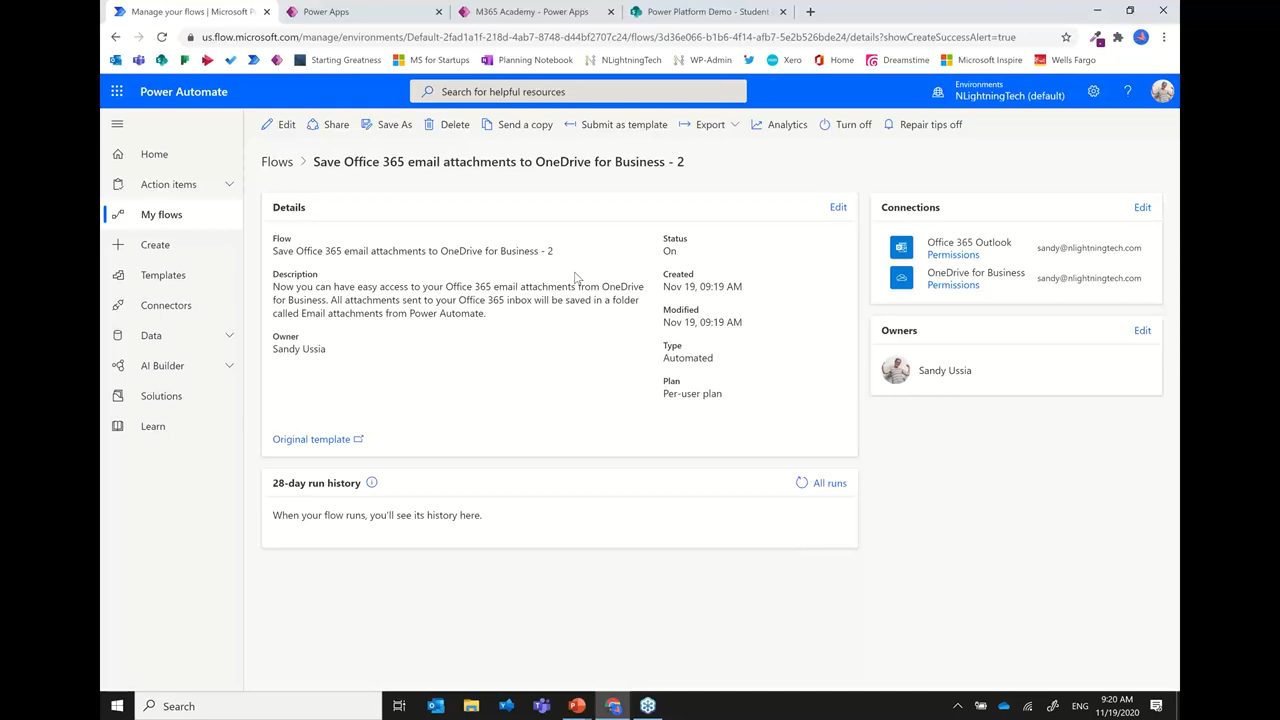 Manage your flows | Microsoft P
Power Apps
M365 Academy - Power Apps
Power Platform Demo - Student
us.flow.microsoft.com/manage/environments/Default-2fad1a1f-218d-4ab7-8748-d44bf2707c24/flows/3d36e066-b1b6-4f14-afb7-5e2b526bde24/details?showCreateSuccessAlert=true
Starting Greatness
MS for Startups
Planning Notebook
NLightningTech
WP-Admin
Xero
Home
Dreamstime
Microsoft Inspire
Wells Fargo
Power Automate
Search for helpful resources
Environments
NLightningTech (default)
Edit
Share
Save As
Delete
Send a copy
Submit as template
Export
Analytics
Turn off
Repair tips off
Home
Action items
My flows
Create
Templates
Connectors
Data
AI Builder
Solutions
Learn
Flows > Save Office 365 email attachments to OneDrive for Business - 2
Details
Edit
Flow
Save Office 365 email attachments to OneDrive for Business - 2
Description
Now you can have easy access to your Office 365 email attachments from OneDrive
for Business. All attachments sent to your Office 365 inbox will be saved in a folder
called Email attachments from Power Automate.
Owner
Sandy Ussia
Status
On
Created
Nov 19, 09:19 AM
Modified
Nov 19, 09:19 AM
Type
Automated
Plan
Per-user plan
Original template
28-day run history
All runs
When your flow runs, you'll see its history here.
Connections
Edit
Office 365 Outlook
Permissions
sandy@nlightningtech.com
OneDrive for Business
Permissions
sandy@nlightningtech.com
Owners
Edit
Sandy Ussia
Search
ENG
9:20 AM
11/19/2020